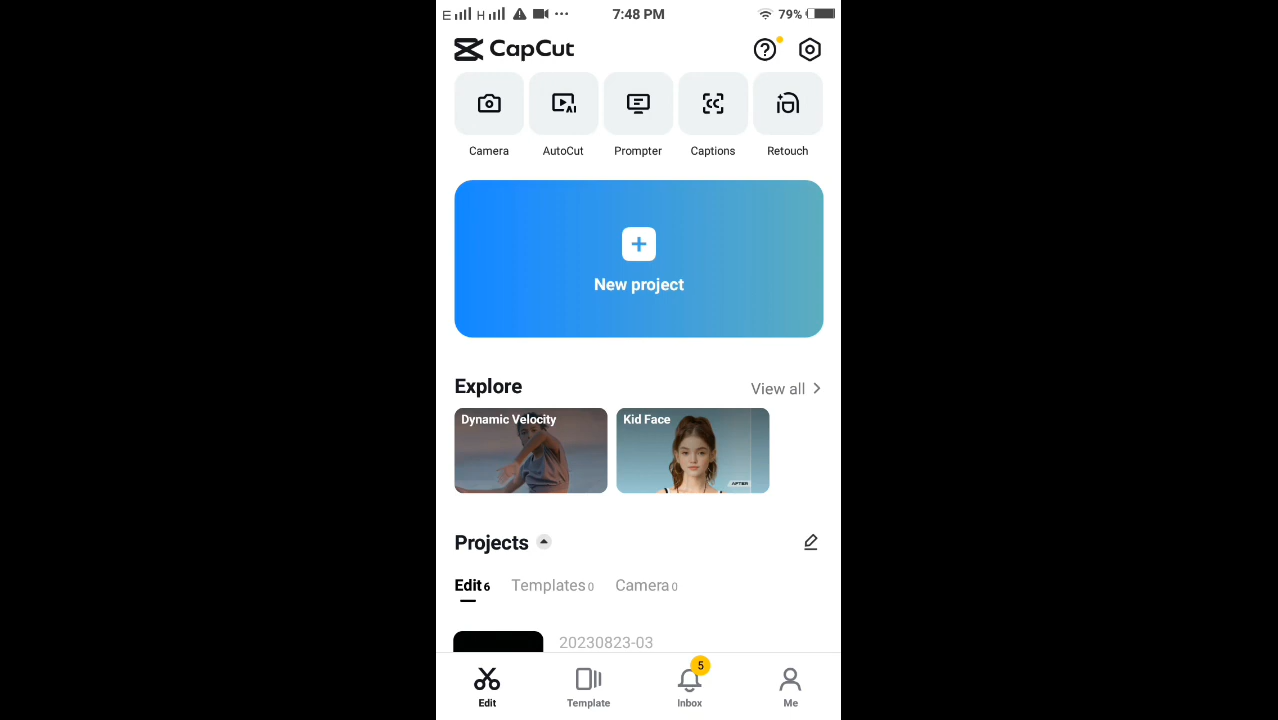 E H 7:48 PM 79%
CapCut
Camera AutoCut Prompter Captions Retouch
New project
Explore View all
Dynamic Velocity Kid Face
AFTER
Projects
Edit 6 Templates 0 Camera 0
20230823-03
5
Edit Template Inbox Me